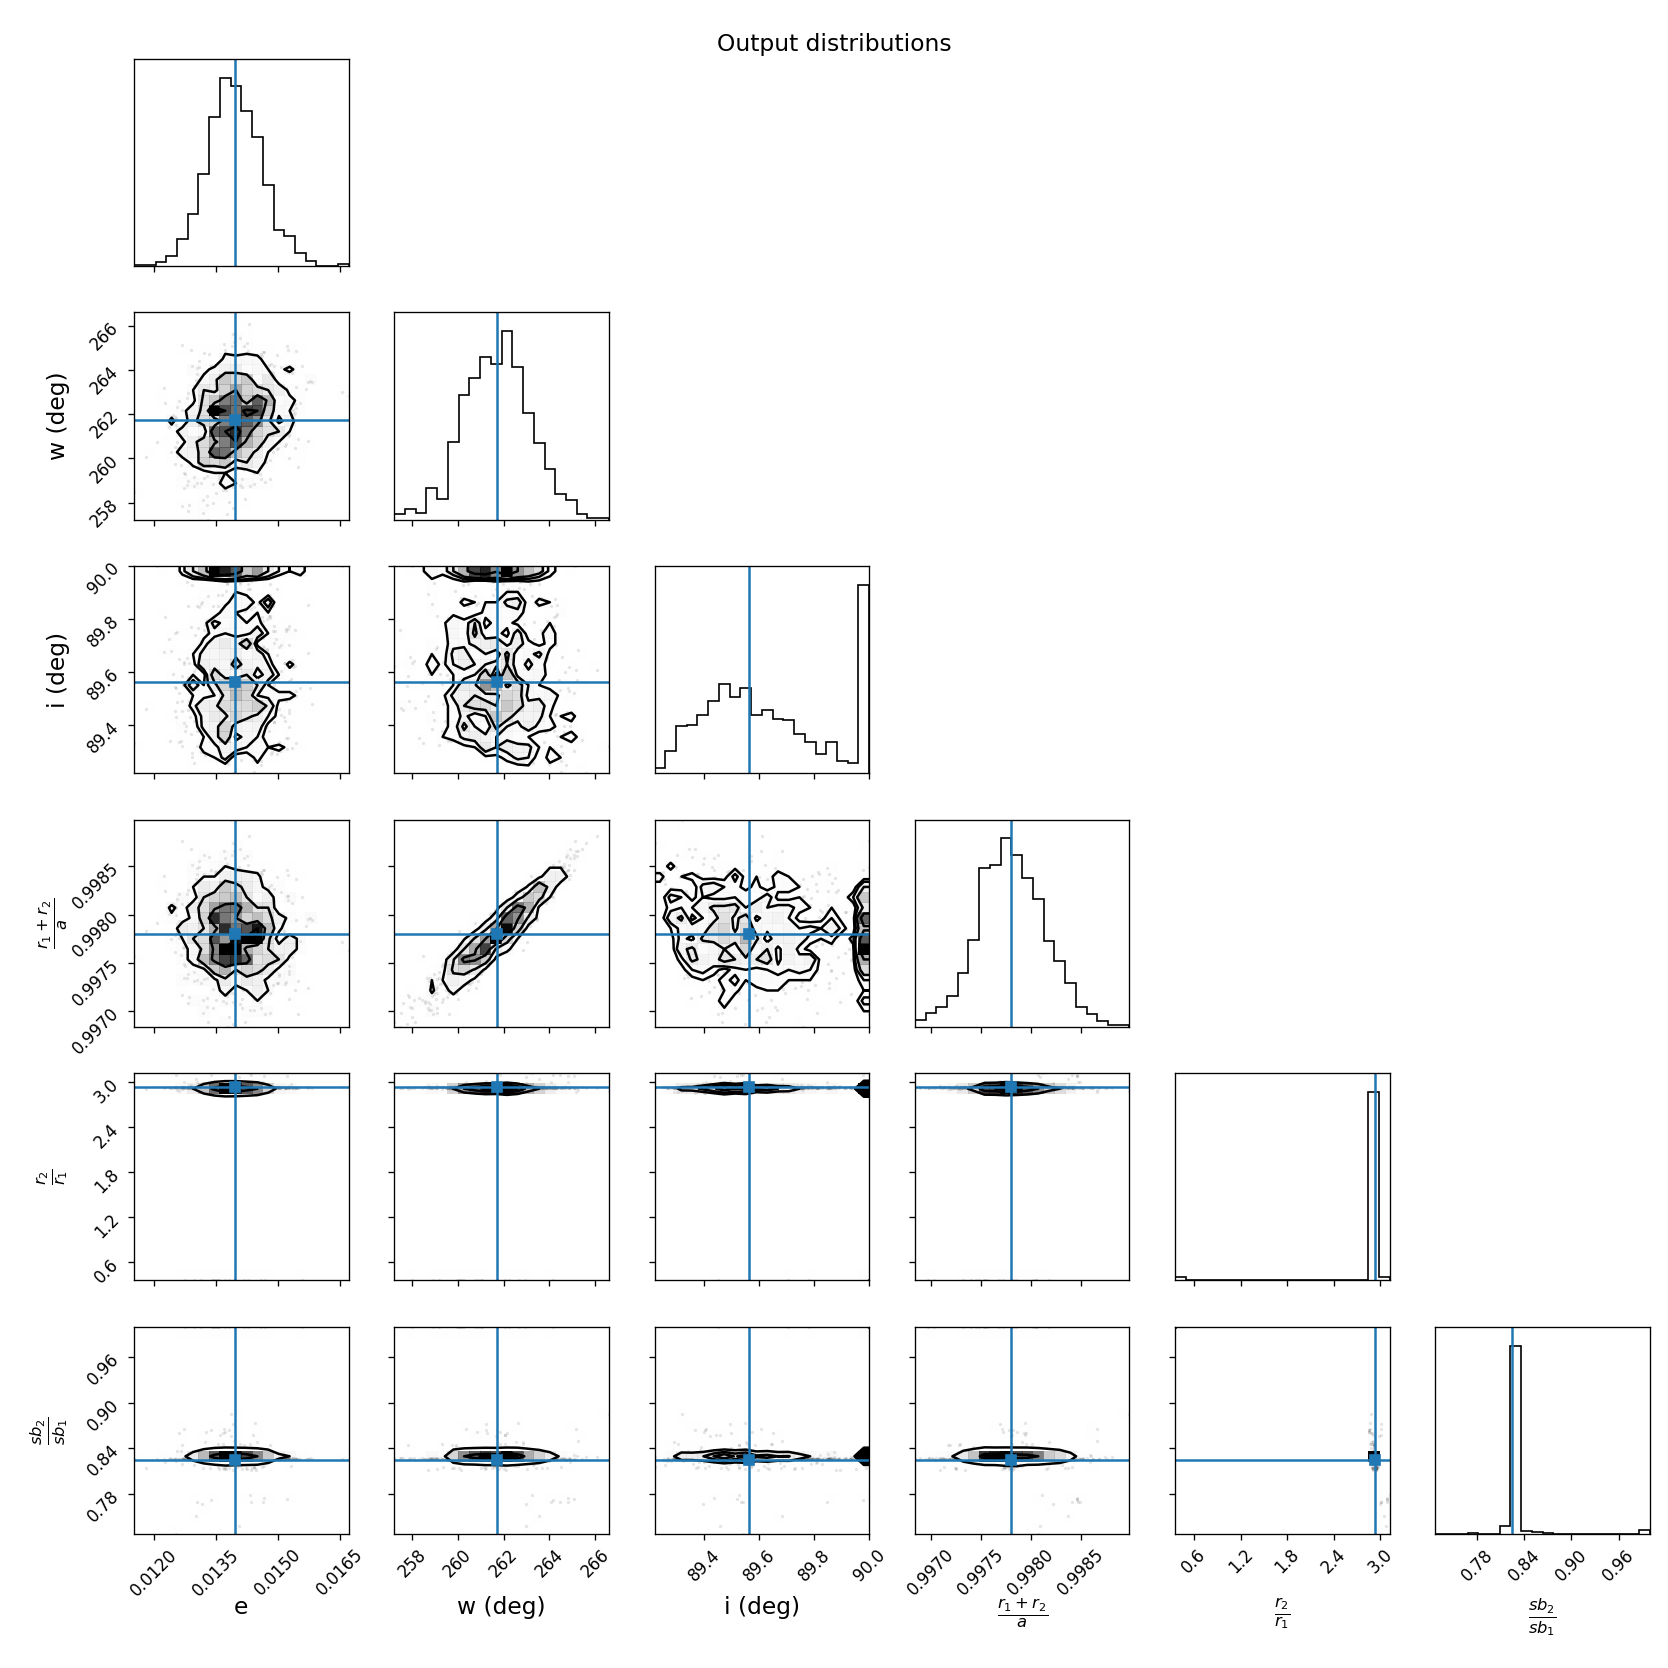 Output distributions
266
264
262
260
258
w (deg)
90.0
89.8
89.6
89.4
i (deg)
0.9985
0.9980
0.9975
0.9970
r₁ + r₂
a
3.0
2.4
1.8
1.2
0.6
r₂
r₁
0.96
0.90
0.84
0.78
sb₂
sb₁
0.0120 0.0135 0.0150 0.0165 258 260 262 264 266 89.4 89.6 89.8 90.0 0.9970 0.9975 0.9980 0.9985 0.6 1.2 1.8 2.4 3.0 0.78 0.84 0.90 0.96
e w (deg) i (deg) r₁ + r₂ r₂ sb₂
a r₁ sb₁